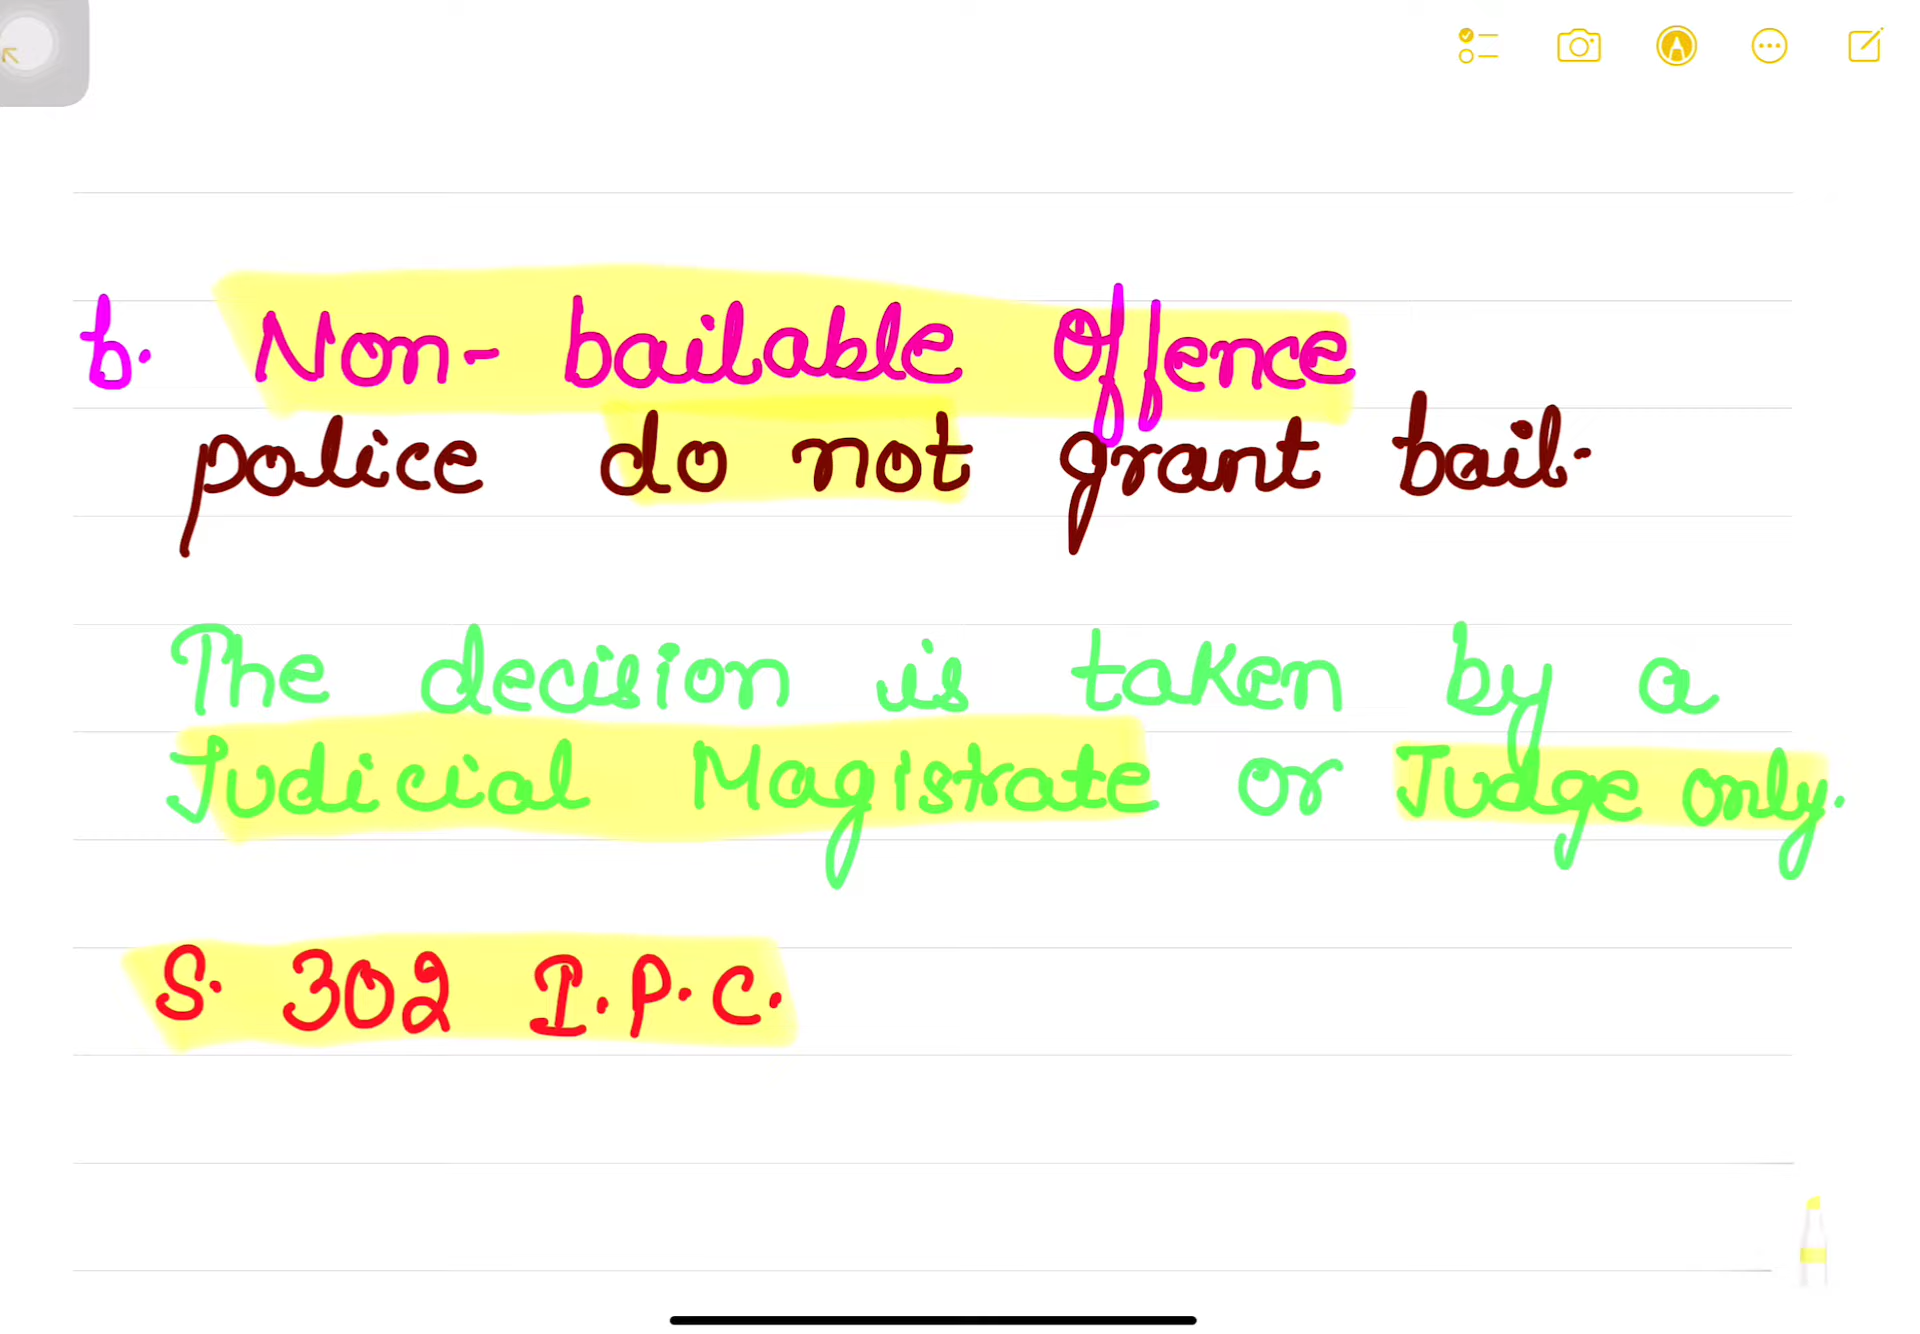 b. Non-bailable Offence
police do not grant bail.
The decision is taken by a
Judicial Magistrate or Judge only.
S. 302 I.P.C.